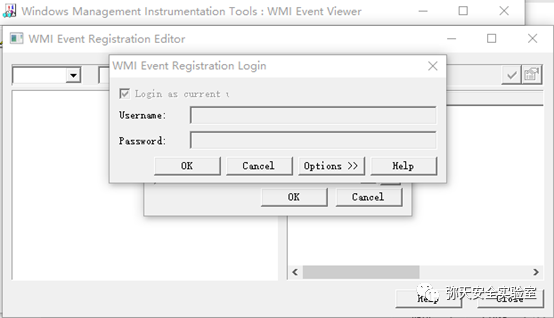 Windows Management Instrumentation Tools : WMI Event Viewer
WMI Event Registration Editor
WMI Event Registration Login
Login as current u
Username:
Password:
OK
Cancel
Options >>
Help
OK
Cancel
Help
Close
弥天安全实验室